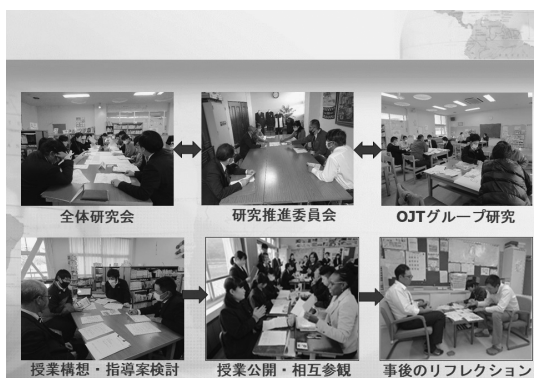 全体研究会
研究推進委員会
OJTグループ研究
授業構想・指導案検討
授業公開・相互参観
事後のリフレクション